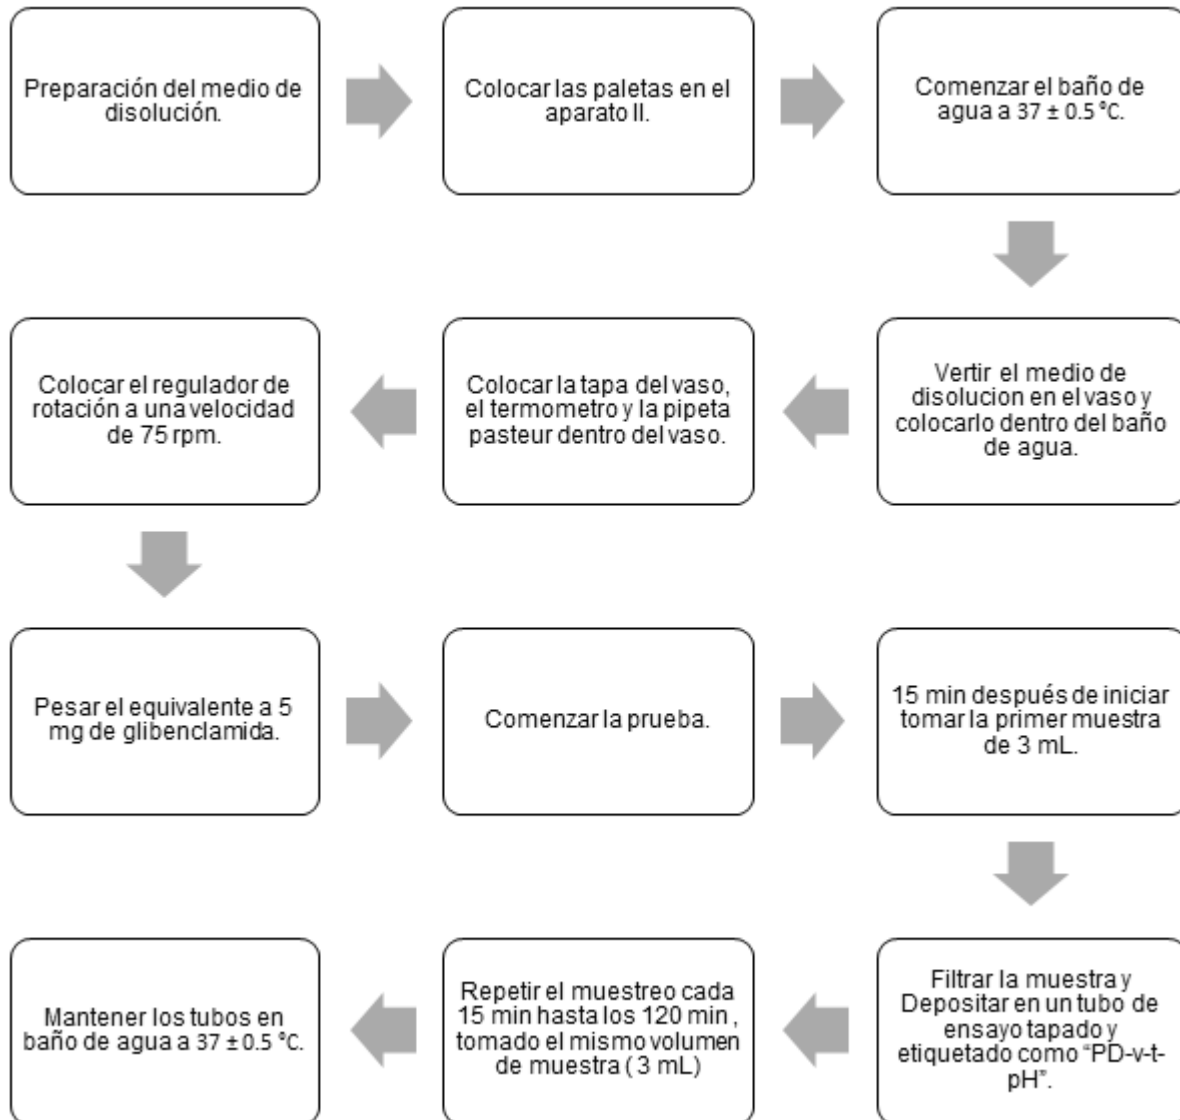 Preparación del medio de
disolución.
Colocar las paletas en el
aparato II.
Comenzar el baño de
agua a 37 ± 0.5 °C.
Vertir el medio de
disolucion en el vaso y
colocarlo dentro del baño
de agua.
Colocar la tapa del vaso,
el termometro y la pipeta
pasteur dentro del vaso.
Colocar el regulador de
rotación a una velocidad
de 75 rpm.
Pesar el equivalente a 5
mg de glibenclamida.
Comenzar la prueba.
15 min después de iniciar
tomar la primer muestra
de 3 mL.
Filtrar la muestra y
Depositar en un tubo de
ensayo tapado y
etiquetado como “PD-v-t-
pH”.
Repetir el muestreo cada
15 min hasta los 120 min ,
tomado el mismo volumen
de muestra ( 3 mL)
Mantener los tubos en
baño de agua a 37 ± 0.5 °C.